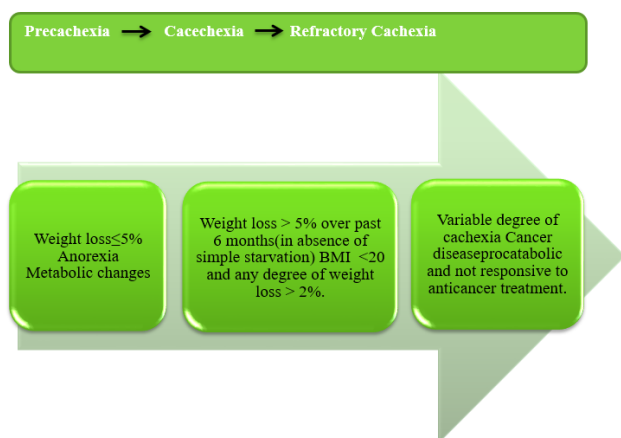 Precachexia → Cacechexia → Refractory Cachexia
Weight loss≤5%
Anorexia
Metabolic changes
Weight loss > 5% over past
6 months(in absence of
simple starvation) BMI <20
and any degree of weight
loss > 2%.
Variable degree of
cachexia Cancer
diseaseprocatabolic
and not responsive to
anticancer treatment.